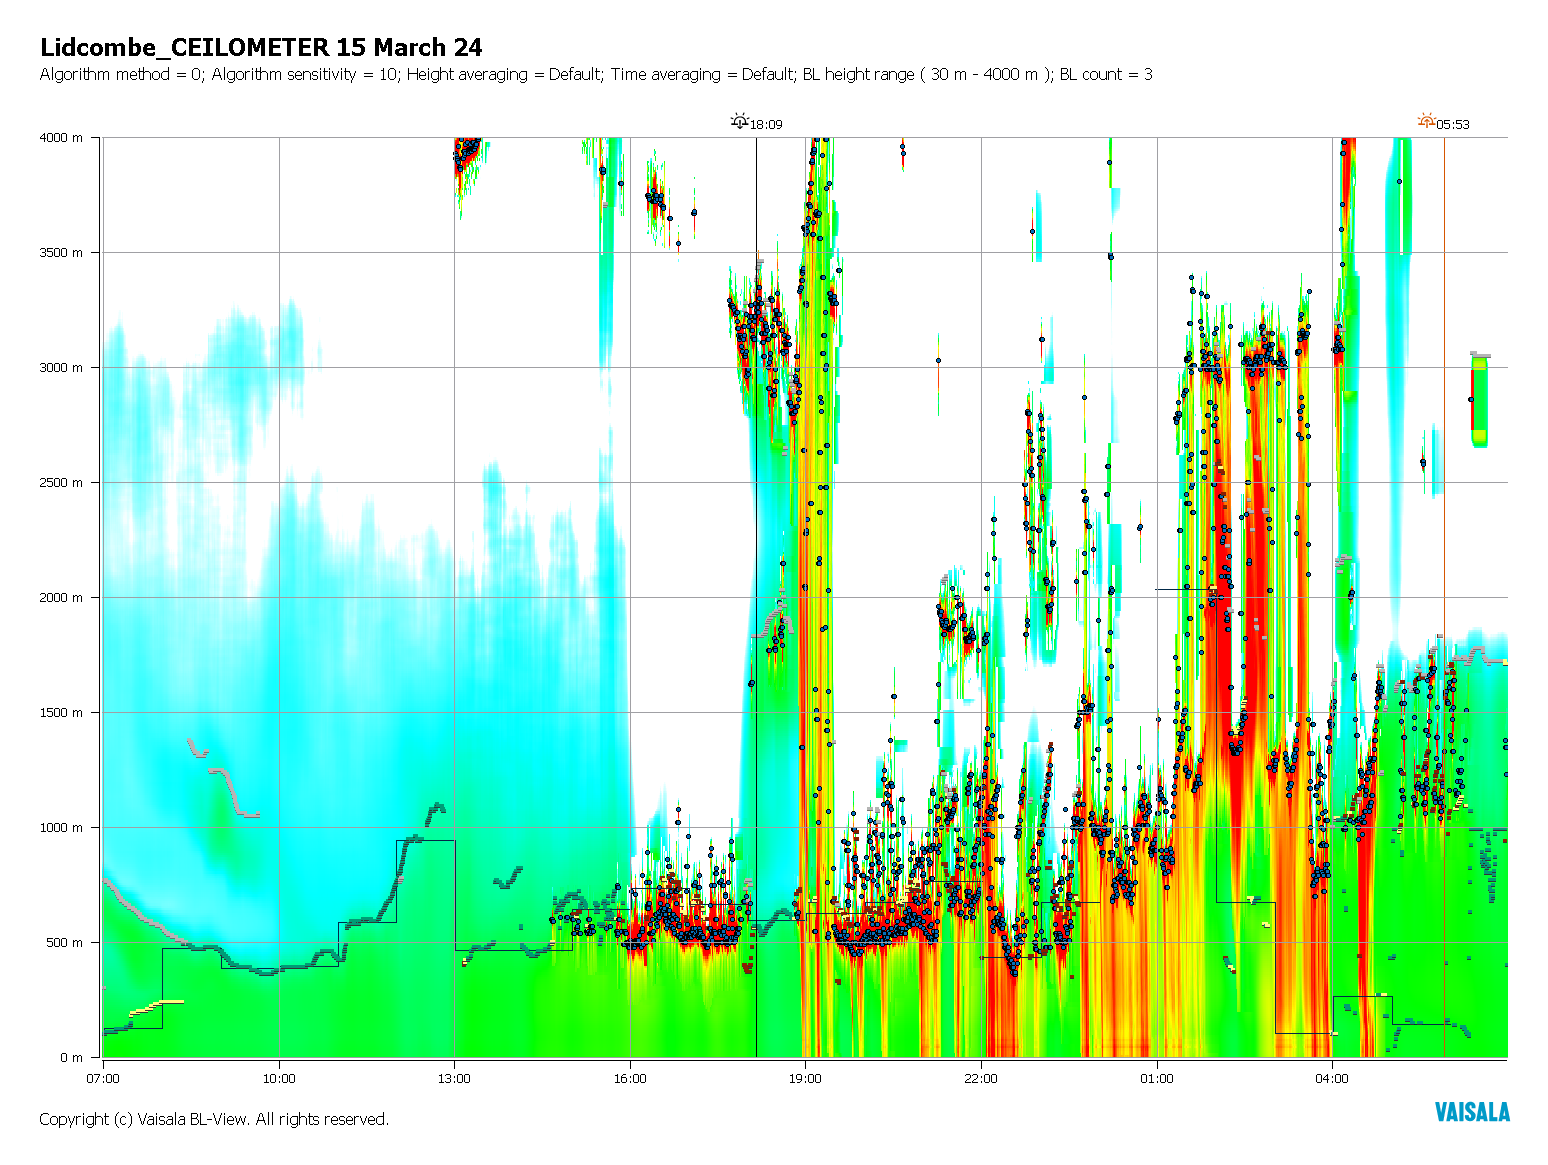 Lidcombe_CEILOMETER 15 March 24
Algorithm method = 0; Algorithm sensitivity = 10; Height averaging = Default; Time averaging = Default; BL height range ( 30 m - 4000 m ); BL count = 3
18:09
05:53
4000 m
3500 m
3000 m
2500 m
2000 m
1500 m
1000 m
500 m
0 m
07:00 10:00 13:00 16:00 19:00 22:00 01:00 04:00
Copyright (c) Vaisala BL-View. All rights reserved.
VAISALA